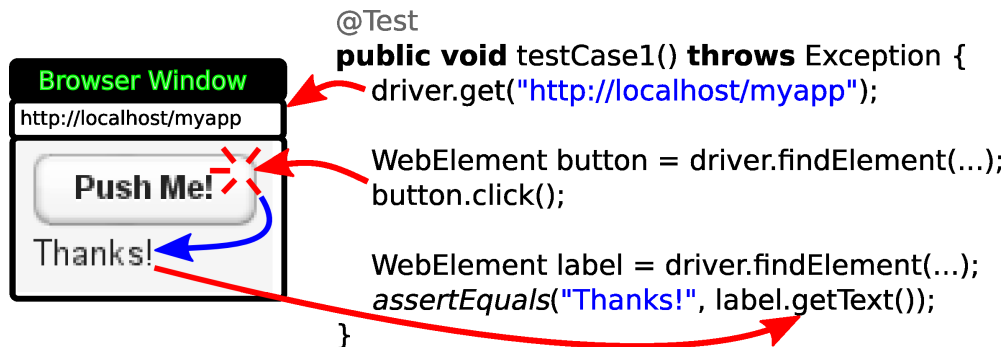 Browser Window
http://localhost/myapp
Push Me!
Thanks!
@Test
public void testCase1() throws Exception {
driver.get("http://localhost/myapp");
WebElement button = driver.findElement(...);
button.click();
WebElement label = driver.findElement(...);
assertEquals("Thanks!", label.getText());
}